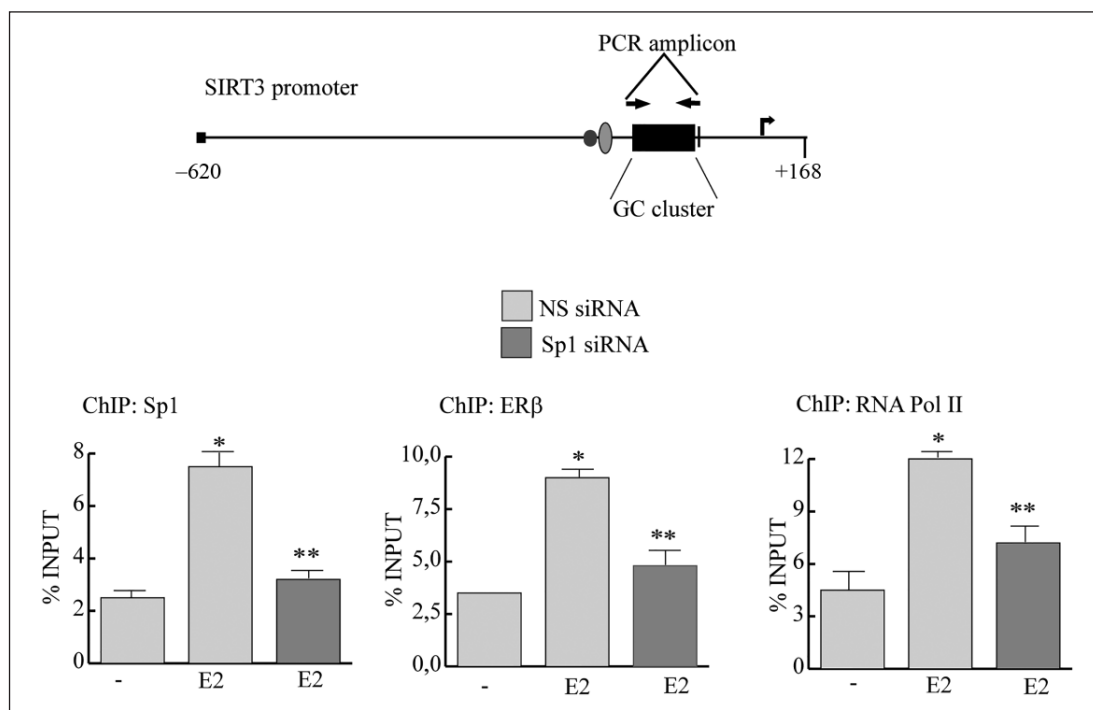 PCR amplicon
SIRT3 promoter
–620
+168
GC cluster
NS siRNA
Sp1 siRNA
ChIP: Sp1
% INPUT
8
6
4
2
0
*
**
-
E2
E2
ChIP: ERβ
% INPUT
10,0
7,5
5,0
2,5
0,0
*
**
-
E2
E2
ChIP: RNA Pol II
% INPUT
12
9
6
3
0
*
**
-
E2
E2